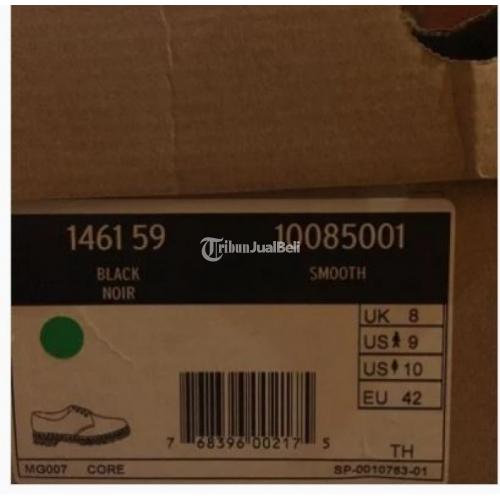 1461 59 10085001
TribunJualBeli
BLACK SMOOTH
NOIR
UK 8
US 9
US 10
EU 42
7 68396 00217 5
TH
MG007 CORE SP-0010763-01